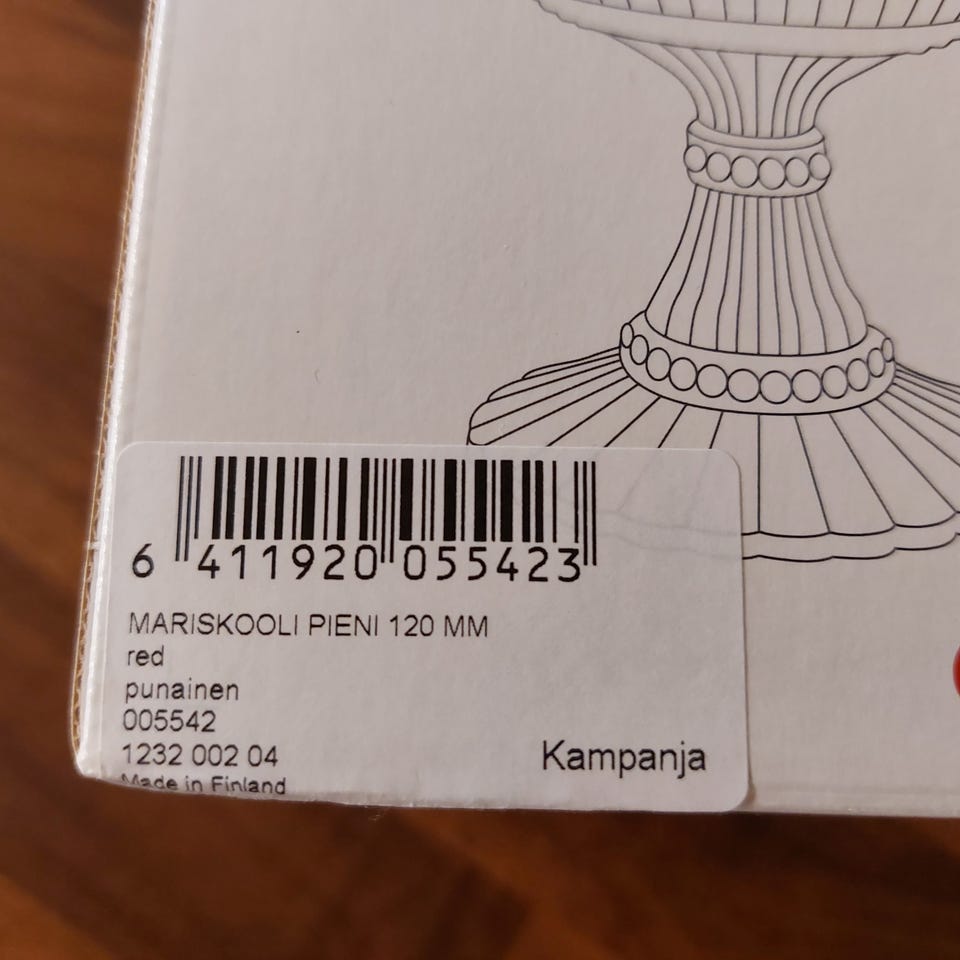 6 411920 055423
MARISKOOLI PIENI 120 MM
red
punainen
005542
1232 002 04
Kampanja
Made in Finland